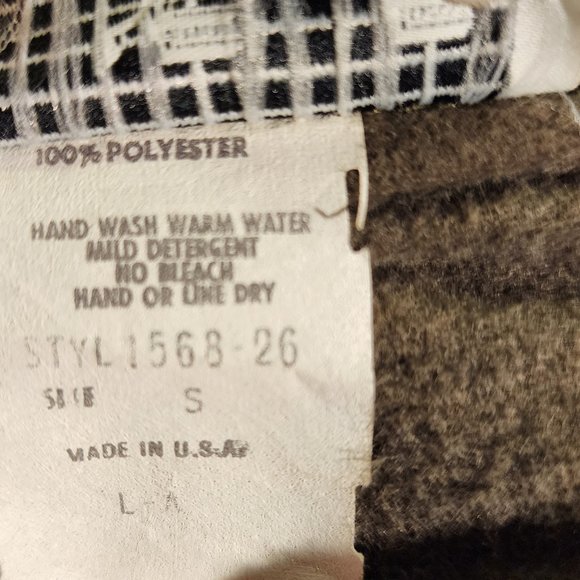 100% POLYESTER
HAND WASH WARM WATER
MILD DETERGENT
NO BLEACH
HAND OR LINE DRY
STYL 1568-26
SIZE S
MADE IN U.S.A.
L-A